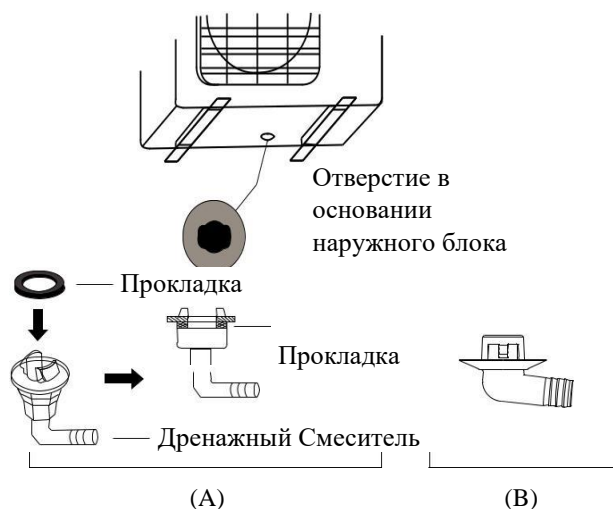 Отверстие в
основании
наружного блока
Прокладка
Прокладка
Дренажный Смеситель
(A)
(B)